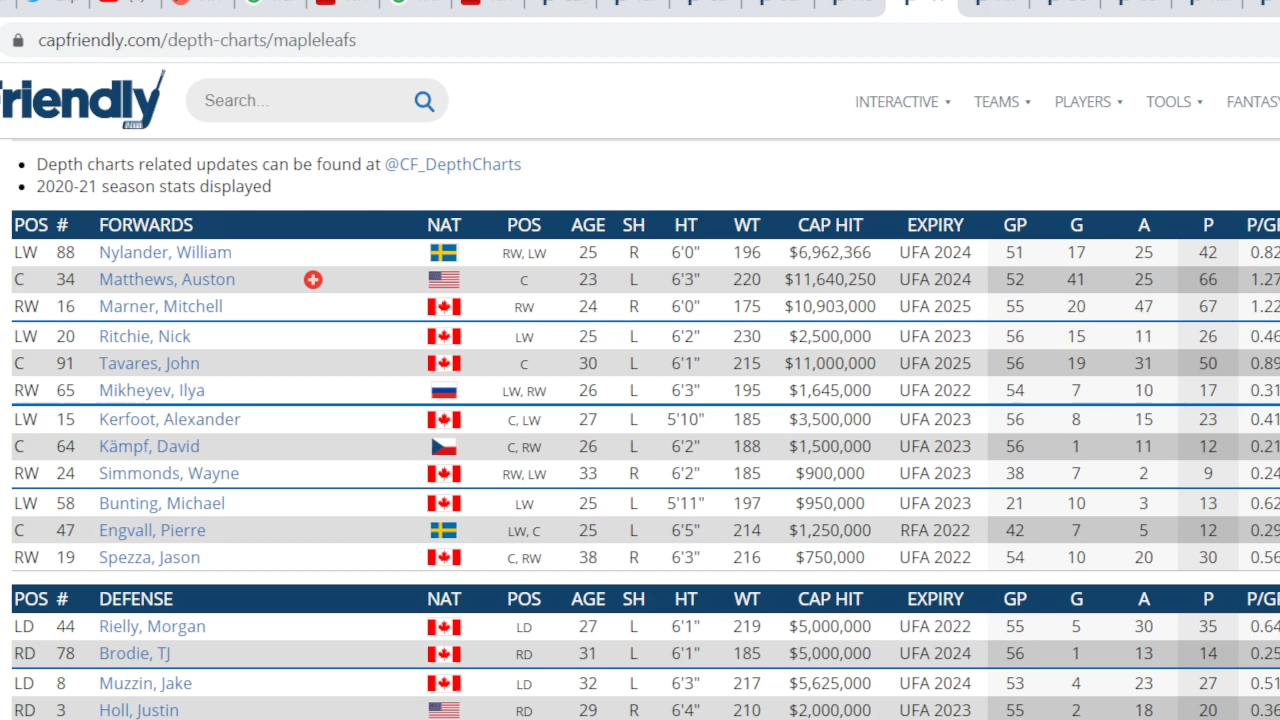 capfriendly.com/depth-charts/mapleleafs
friendly Search... INTERACTIVE TEAMS PLAYERS TOOLS FANTASY
Depth charts related updates can be found at @CF_DepthCharts
2020-21 season stats displayed
POS # FORWARDS NAT POS AGE SH HT WT CAP HIT EXPIRY GP G A P P/G
LW 88 Nylander, William RW, LW 25 R 6'0" 196 $6,962,366 UFA 2024 51 17 25 42 0.82
C 34 Matthews, Auston C 23 L 6'3" 220 $11,640,250 UFA 2024 52 41 25 66 1.27
RW 16 Marner, Mitchell RW 24 R 6'0" 175 $10,903,000 UFA 2025 55 20 47 67 1.22
LW 20 Ritchie, Nick LW 25 L 6'2" 230 $2,500,000 UFA 2023 56 15 11 26 0.46
C 91 Tavares, John C 30 L 6'1" 215 $11,000,000 UFA 2025 56 19 31 50 0.89
RW 65 Mikheyev, Ilya LW, RW 26 L 6'3" 195 $1,645,000 UFA 2022 54 7 10 17 0.31
LW 15 Kerfoot, Alexander C, LW 27 L 5'10" 185 $3,500,000 UFA 2023 56 8 15 23 0.41
C 64 Kämpf, David C, RW 26 L 6'2" 188 $1,500,000 UFA 2023 56 1 11 12 0.21
RW 24 Simmonds, Wayne RW, LW 33 R 6'2" 185 $900,000 UFA 2023 38 7 2 9 0.24
LW 58 Bunting, Michael LW 25 L 5'11" 197 $950,000 UFA 2023 21 10 3 13 0.62
C 47 Engvall, Pierre LW, C 25 L 6'5" 214 $1,250,000 RFA 2022 42 7 5 12 0.29
RW 19 Spezza, Jason C, RW 38 R 6'3" 216 $750,000 UFA 2022 54 10 20 30 0.56
POS # DEFENSE NAT POS AGE SH HT WT CAP HIT EXPIRY GP G A P P/G
LD 44 Rielly, Morgan LD 27 L 6'1" 219 $5,000,000 UFA 2022 55 5 30 35 0.64
RD 78 Brodie, TJ RD 31 L 6'1" 185 $5,000,000 UFA 2024 56 1 13 14 0.25
LD 8 Muzzin, Jake LD 32 L 6'3" 217 $5,625,000 UFA 2024 53 4 23 27 0.51
RD 3 Holl, Justin RD 29 R 6'4" 210 $2,000,000 UFA 2023 55 2 18 20 0.36